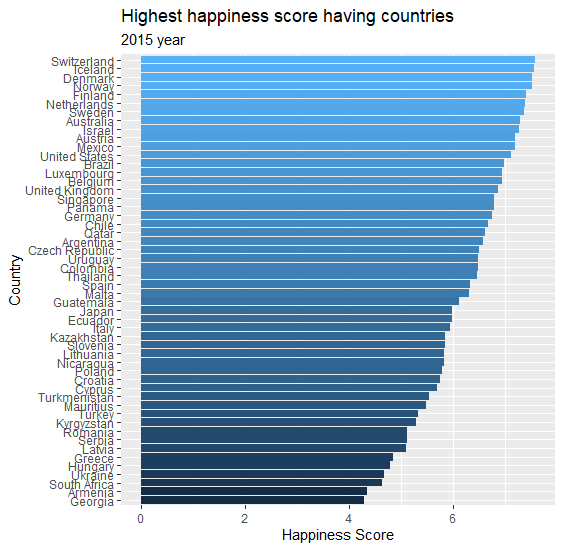 Highest happiness score having countries
2015 year
Switzerland
Iceland
Denmark
Norway
Finland
Netherlands
Sweden
Australia
Israel
Austria
Mexico
United States
Brazil
Luxembourg
Belgium
United Kingdom
Singapore
Panama
Germany
Chile
Qatar
Argentina
Czech Republic
Uruguay
Colombia
Thailand
Spain
Malta
Guatemala
Japan
Ecuador
Italy
Kazakhstan
Slovenia
Lithuania
Nicaragua
Poland
Croatia
Cyprus
Turkmenistan
Mauritius
Turkey
Kyrgyzstan
Romania
Serbia
Latvia
Greece
Hungary
Ukraine
South Africa
Armenia
Georgia
Country
0 2 4 6
Happiness Score